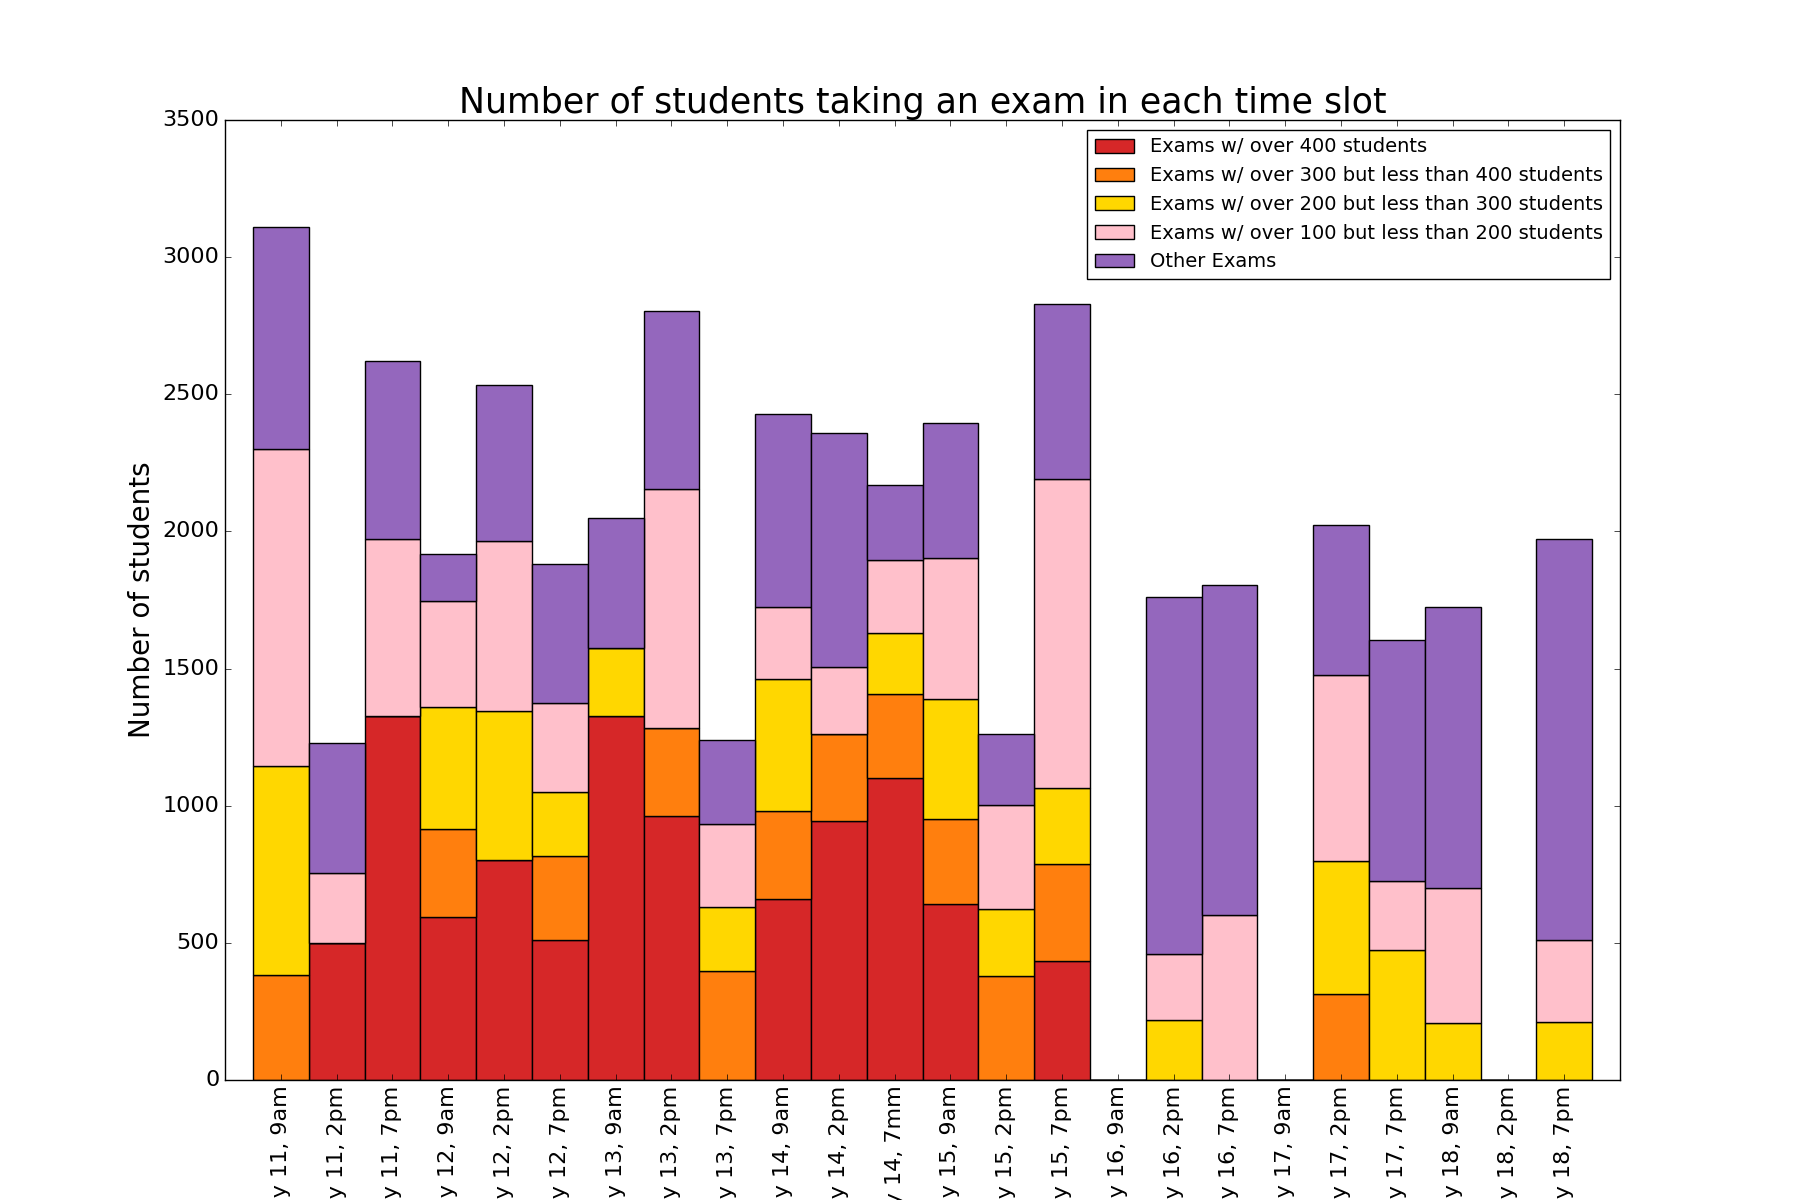 Number of students taking an exam in each time slot
Exams w/ over 400 students
Exams w/ over 300 but less than 400 students
Exams w/ over 200 but less than 300 students
Exams w/ over 100 but less than 200 students
Other Exams
Number of students
3500
3000
2500
2000
1500
1000
500
0
y 11, 9am
y 11, 2pm
y 11, 7pm
y 12, 9am
y 12, 2pm
y 12, 7pm
y 13, 9am
y 13, 2pm
y 13, 7pm
y 14, 9am
y 14, 2pm
y 14, 7mm
y 15, 9am
y 15, 2pm
y 15, 7pm
y 16, 9am
y 16, 2pm
y 16, 7pm
y 17, 9am
y 17, 2pm
y 17, 7pm
y 18, 9am
y 18, 2pm
y 18, 7pm